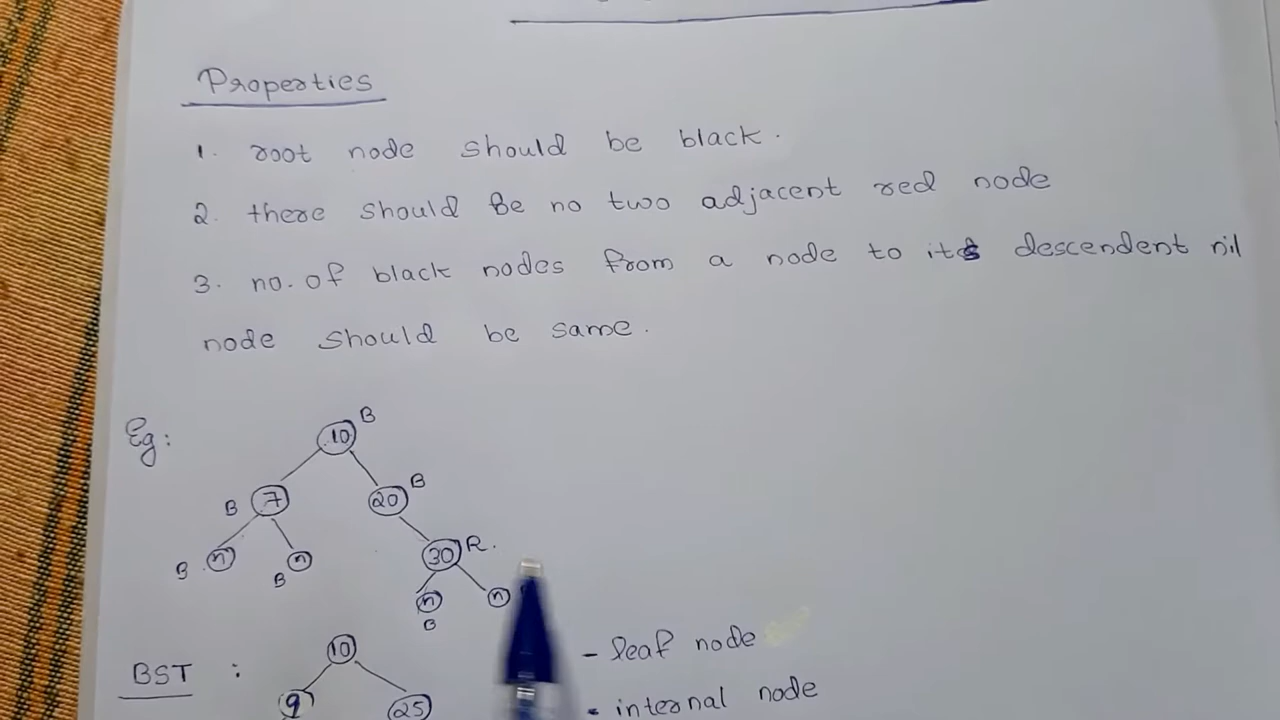 Properties
1. root node should be black.
2. there should be no two adjacent red node
3. no. of black nodes from a node to its descendent nil
node should be same.
Eg:
10 B
B 7 20 B
B n n B 30 R.
n n
B
BST : 10
9 25
- leaf node
- internal node